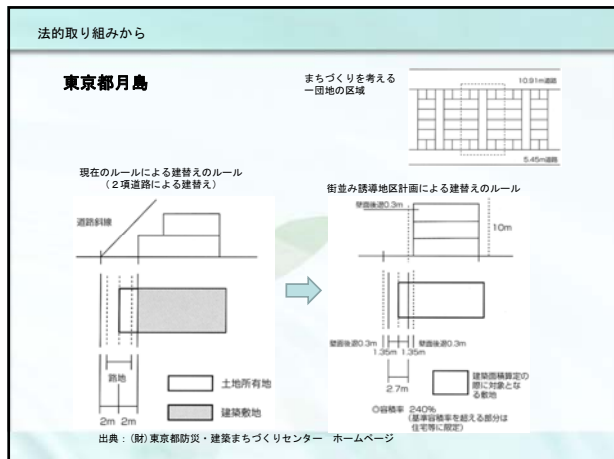 法的取り組みから
東京都月島
まちづくりを考える
一団地の区域
10.91m道路
5.45m道路
現在のルールによる建替えのルール
(2項道路による建替え)
道路斜線
路地
2m 2m
土地所有地
建築敷地
街並み誘導地区計画による建替えのルール
壁面後退0.3m
10m
壁面後退0.3m
壁面後退0.3m
1.35m 1.35m
2.7m
建築面積算定の
際に対象とな
る敷地
○容積率 240%
(基準容積率を超える部分は
住宅等に限定)
出典:(財)東京都防災・建築まちづくりセンター ホームページ